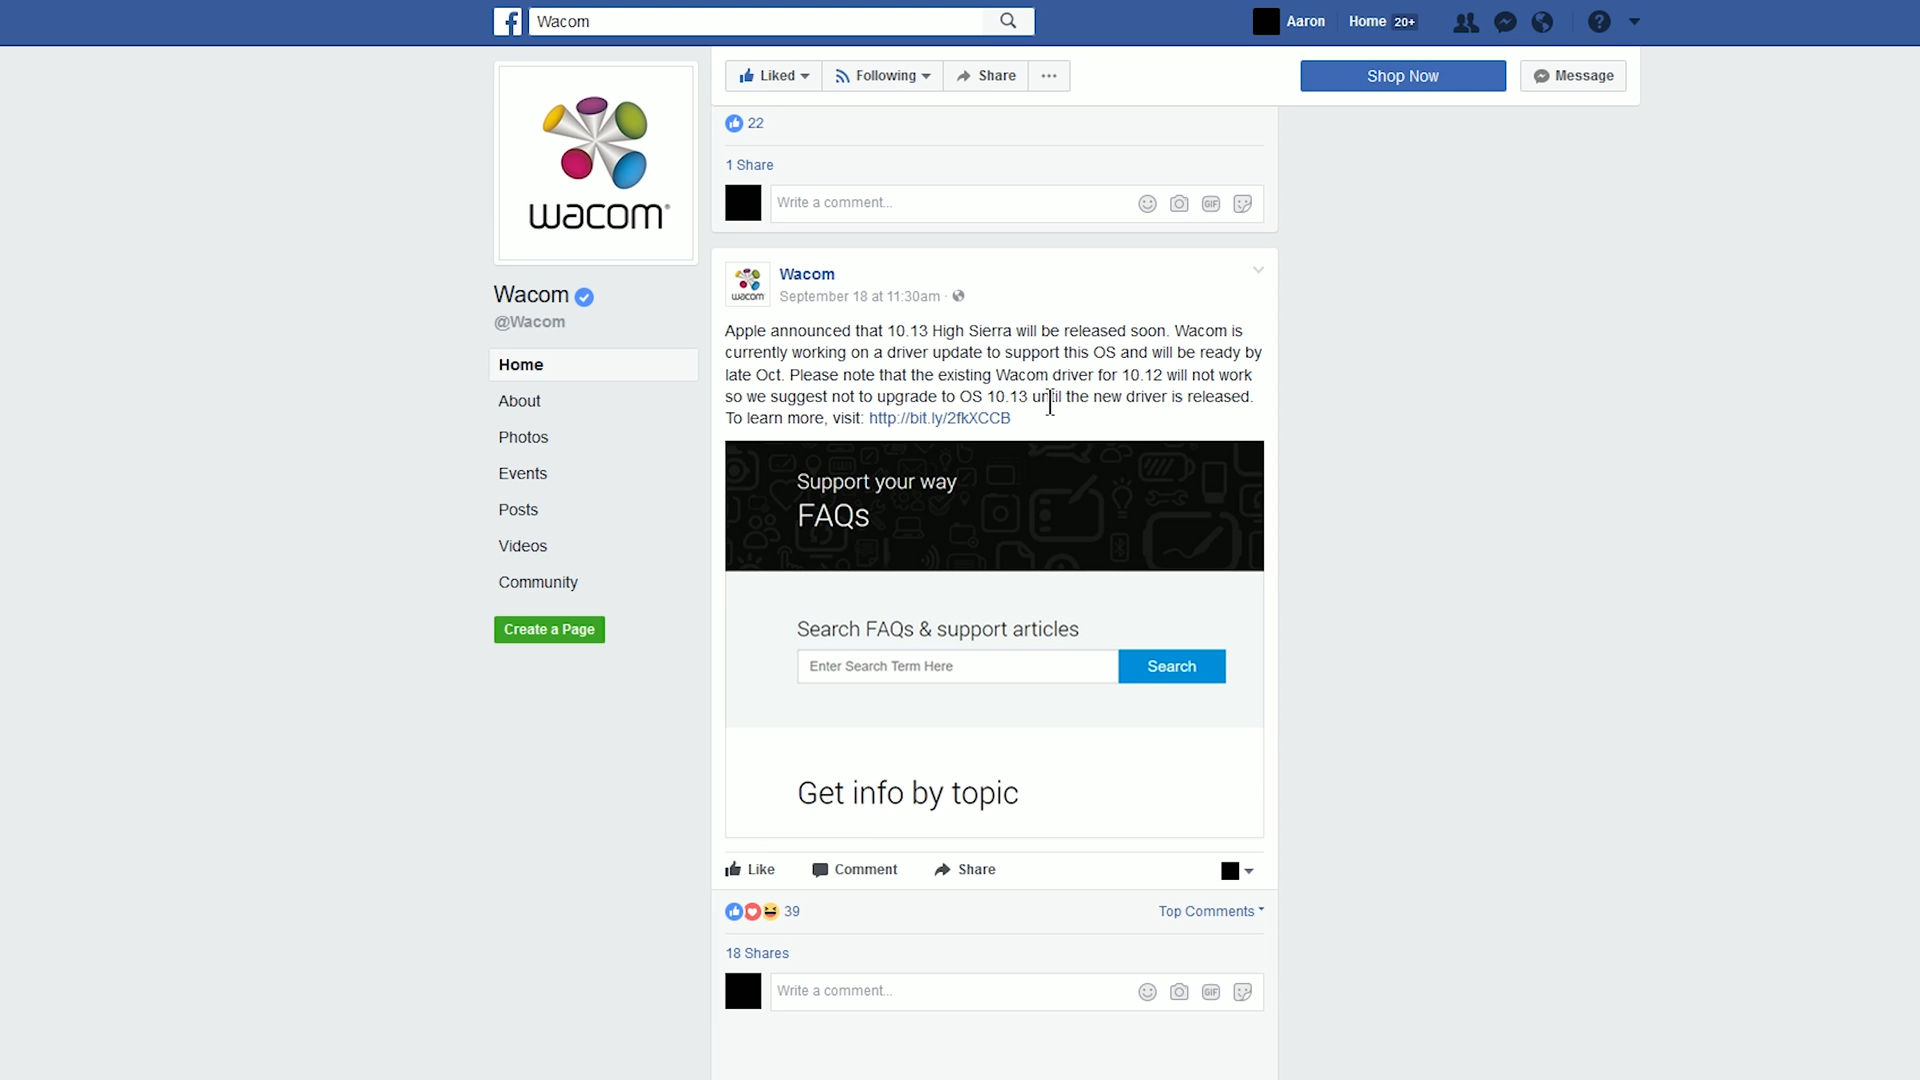 Wacom
Aaron
Home 20+
Liked
Following
Share
Shop Now
Message
wacom
Wacom
@Wacom
Home
About
Photos
Events
Posts
Videos
Community
Create a Page
22
1 Share
Write a comment...
GIF
wacom
Wacom
September 18 at 11:30am ·
Apple announced that 10.13 High Sierra will be released soon. Wacom is
currently working on a driver update to support this OS and will be ready by
late Oct. Please note that the existing Wacom driver for 10.12 will not work
so we suggest not to upgrade to OS 10.13 until the new driver is released.
To learn more, visit: http://bit.ly/2fkXCCB
Support your way
FAQs
Search FAQs & support articles
Enter Search Term Here
Search
Get info by topic
Like
Comment
Share
39
Top Comments
18 Shares
Write a comment...
GIF